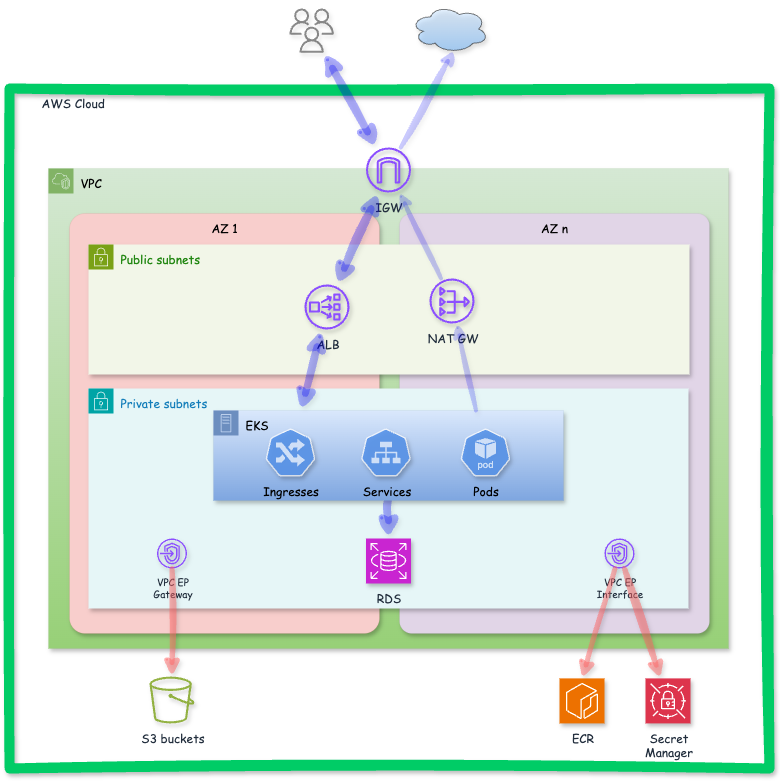 AWS Cloud
VPC
IGW
AZ 1
AZ n
Public subnets
ALB
NAT GW
Private subnets
EKS
pod
Ingresses
Services
Pods
VPC EP
Gateway
RDS
VPC EP
Interface
S3 buckets
ECR
Secret
Manager